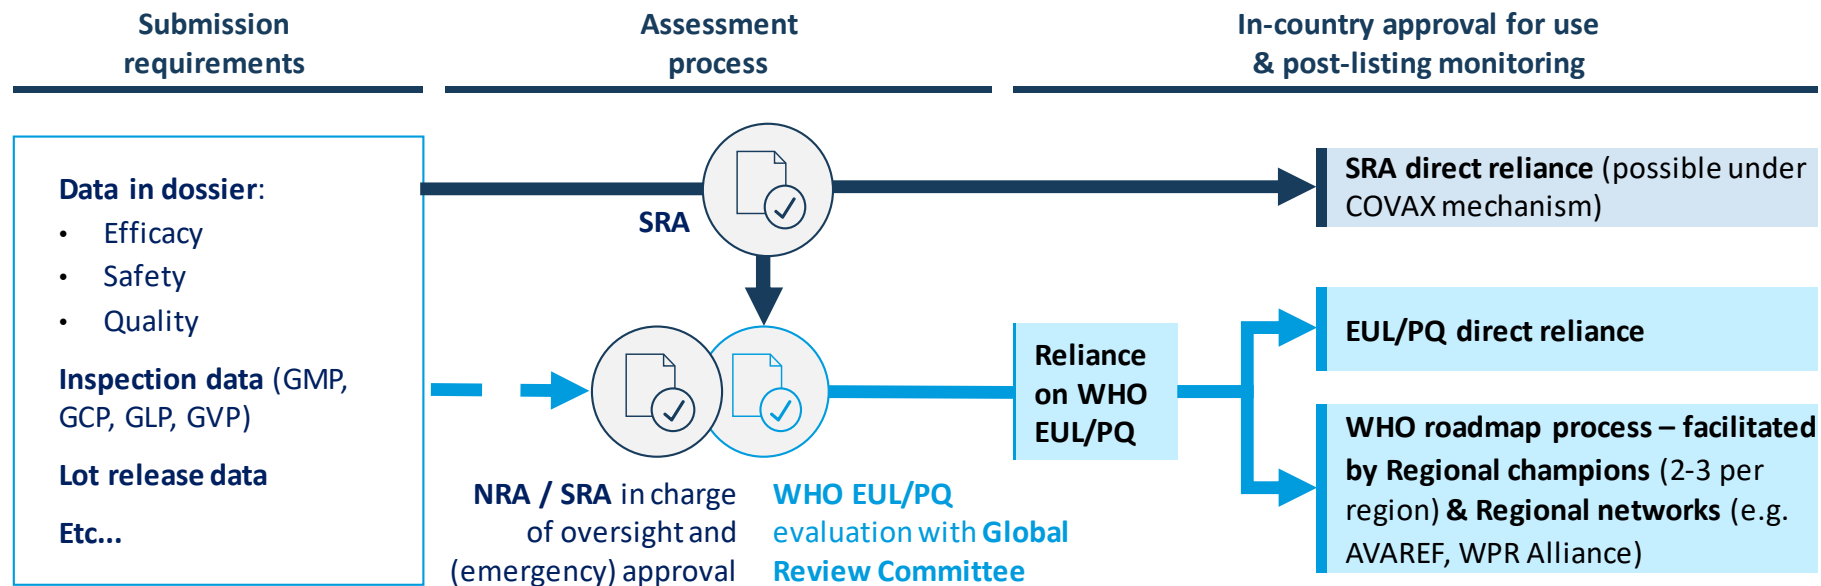 Submission
requirements
Assessment
process
In-country approval for use
& post-listing monitoring
Data in dossier:
• Efficacy
• Safety
• Quality
Inspection data (GMP,
GCP, GLP, GVP)
Lot release data
Etc...
SRA
NRA / SRA in charge
of oversight and
(emergency) approval
WHO EUL/PQ
evaluation with Global
Review Committee
Reliance
on WHO
EUL/PQ
SRA direct reliance (possible under
COVAX mechanism)
EUL/PQ direct reliance
WHO roadmap process – facilitated
by Regional champions (2-3 per
region) & Regional networks (e.g.
AVAREF, WPR Alliance)